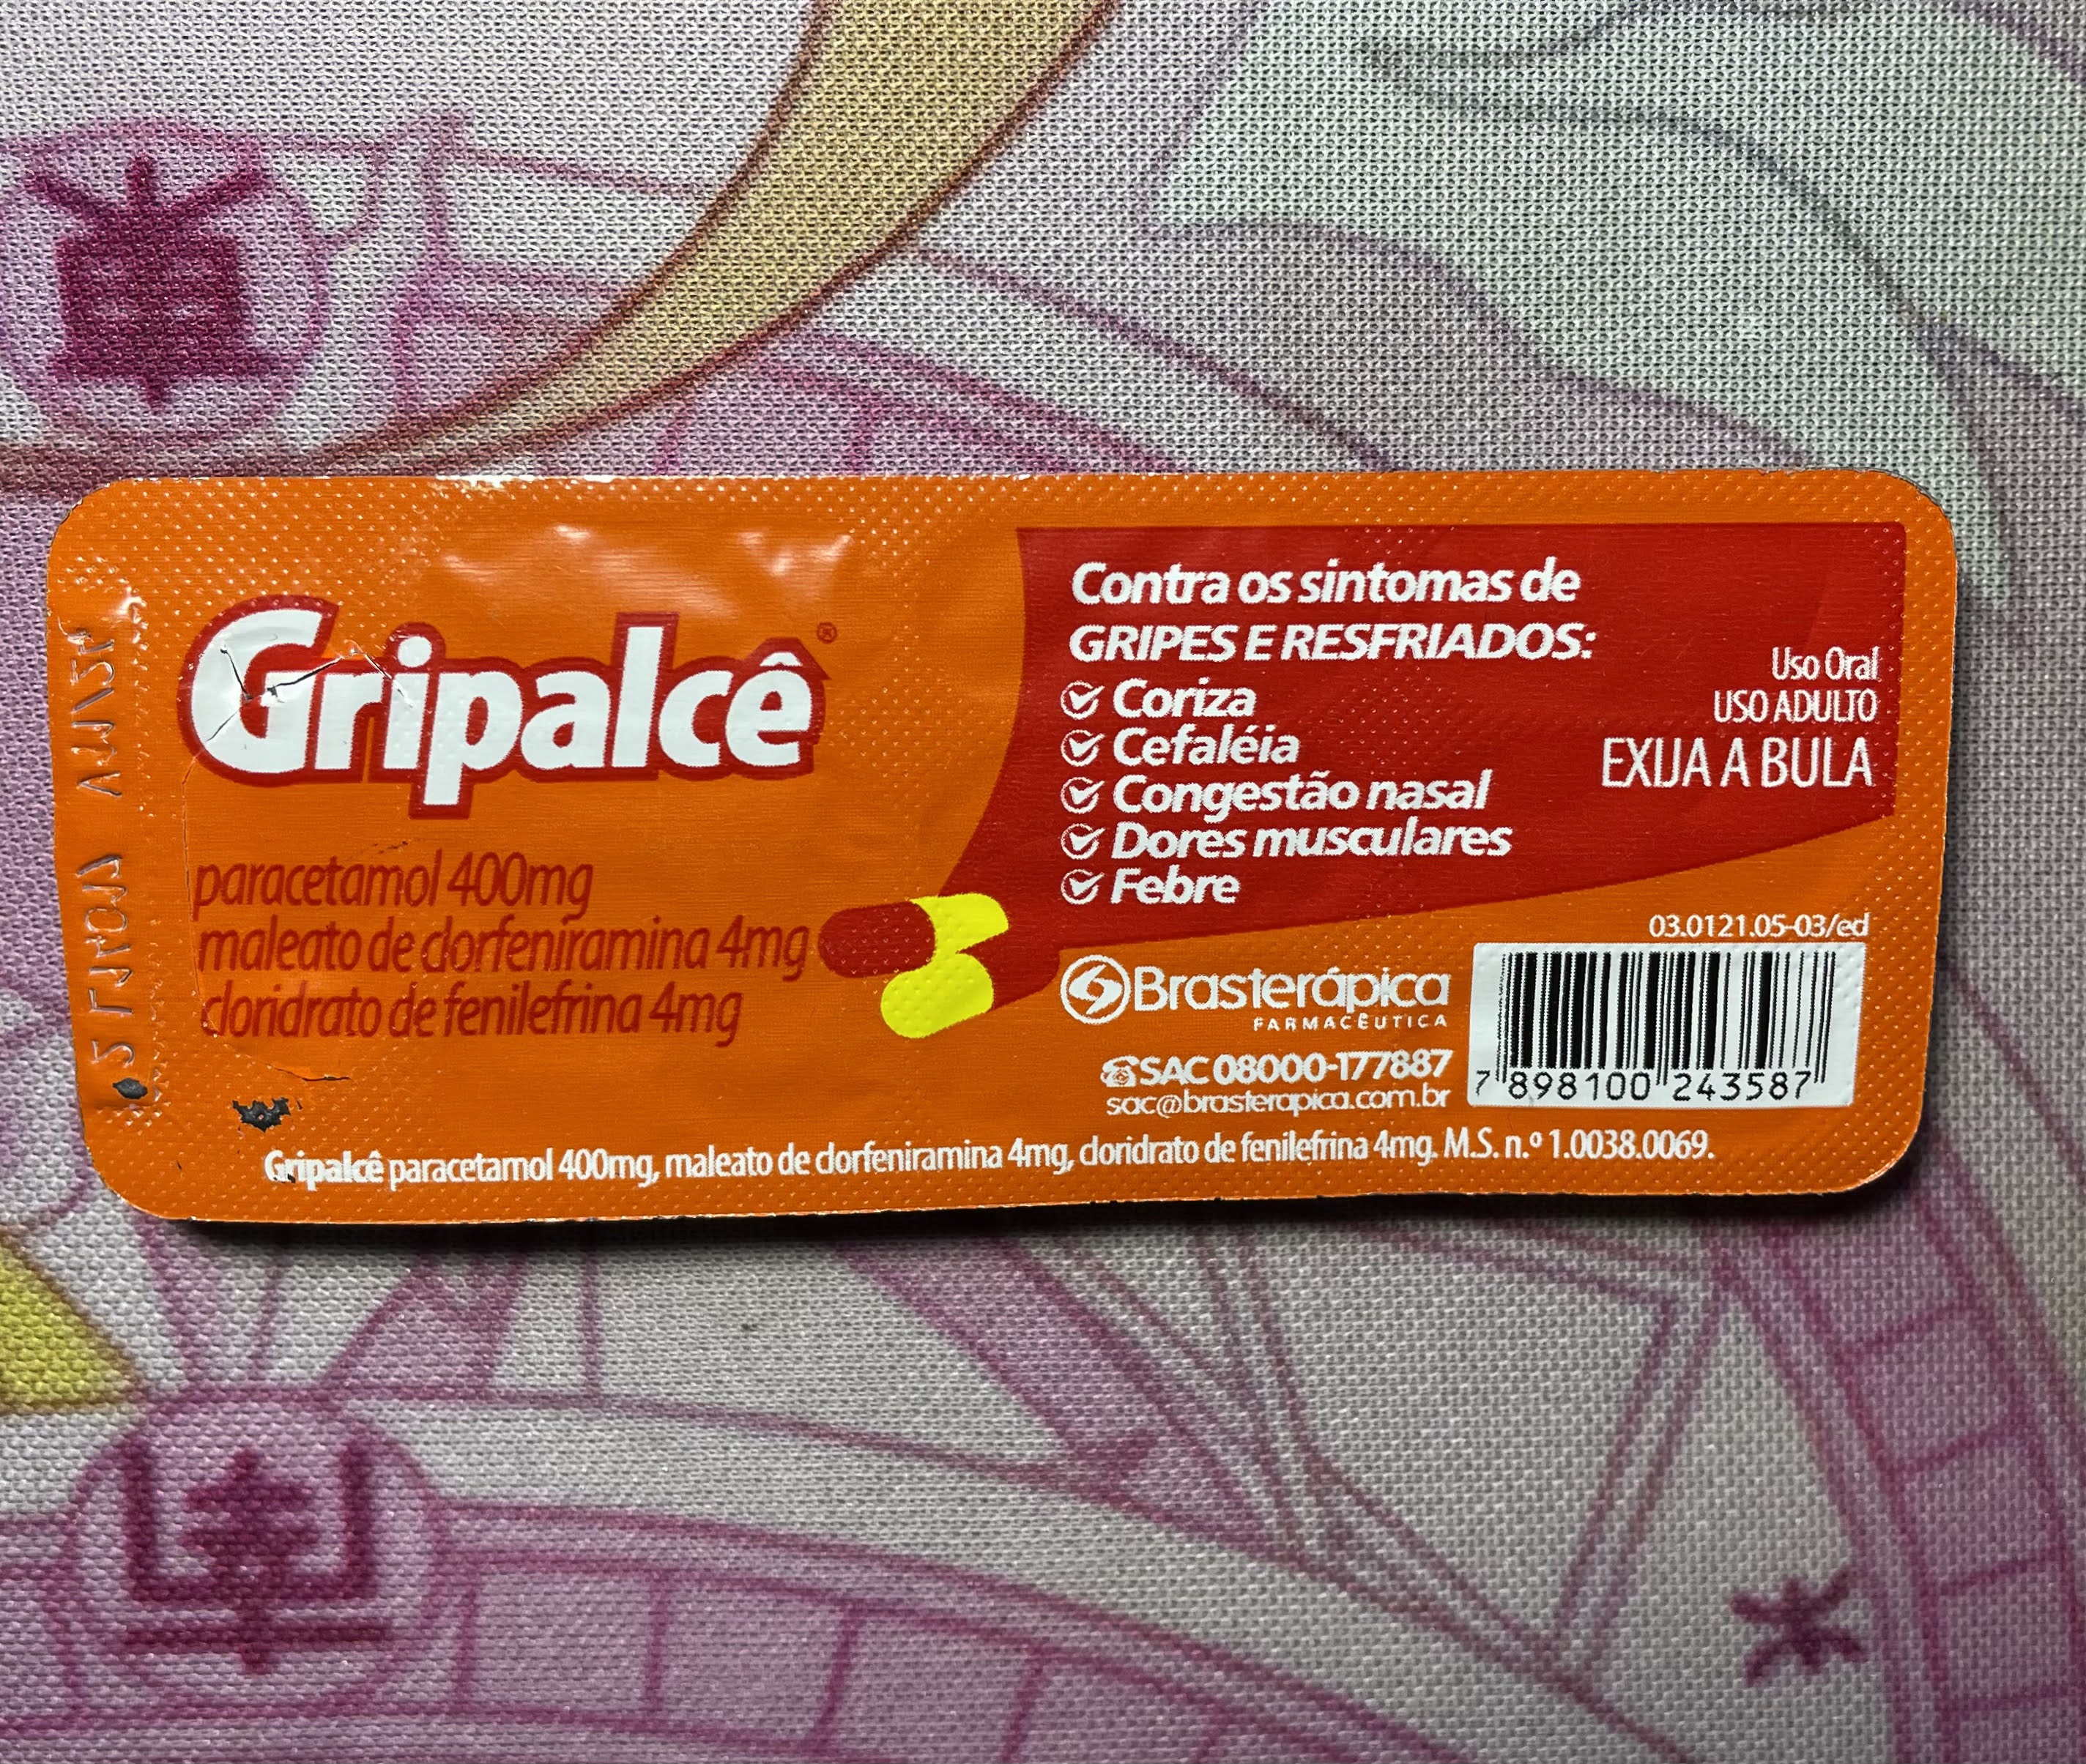 Gripalcê®
paracetamol 400mg
maleato de clorfeniramina 4mg
cloridrato de fenilefrina 4mg
Contra os sintomas de
GRIPES E RESFRIADOS:
Coriza
Cefaléia
Congestão nasal
Dores musculares
Febre
Uso Oral
USO ADULTO
EXIJA A BULA
03.0121.05-03/ed
Brasterápica
FARMACÊUTICA
SAC 08000-177887
sac@brasterapica.com.br
7 898100 243587
Gripalcê paracetamol 400mg, maleato de clorfeniramina 4mg, cloridrato de fenilefrina 4mg. M.S. n.º 1.0038.0069.